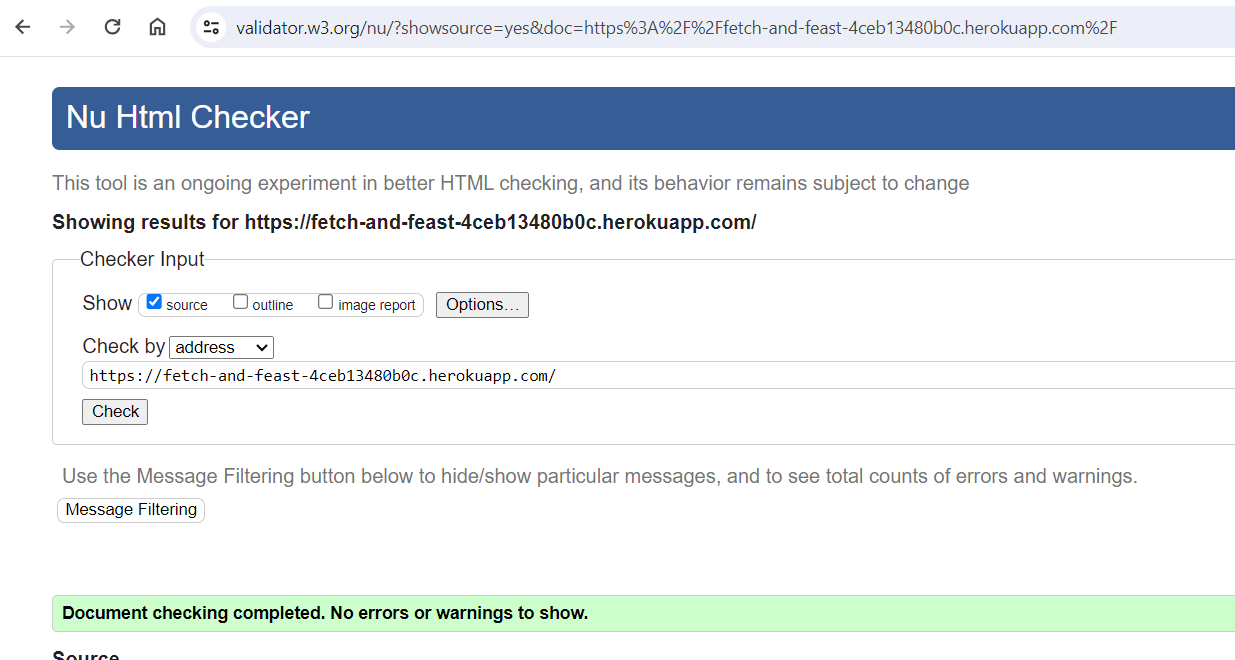 validator.w3.org/nu/?showsource=yes&doc=https%3A%2F%2Ffetch-and-feast-4ceb13480b0c.herokuapp.com%2F
Nu Html Checker
This tool is an ongoing experiment in better HTML checking, and its behavior remains subject to change
Showing results for https://fetch-and-feast-4ceb13480b0c.herokuapp.com/
Checker Input
Show source outline image report Options...
Check by address
https://fetch-and-feast-4ceb13480b0c.herokuapp.com/
Check
Use the Message Filtering button below to hide/show particular messages, and to see total counts of errors and warnings.
Message Filtering
Document checking completed. No errors or warnings to show.
Source